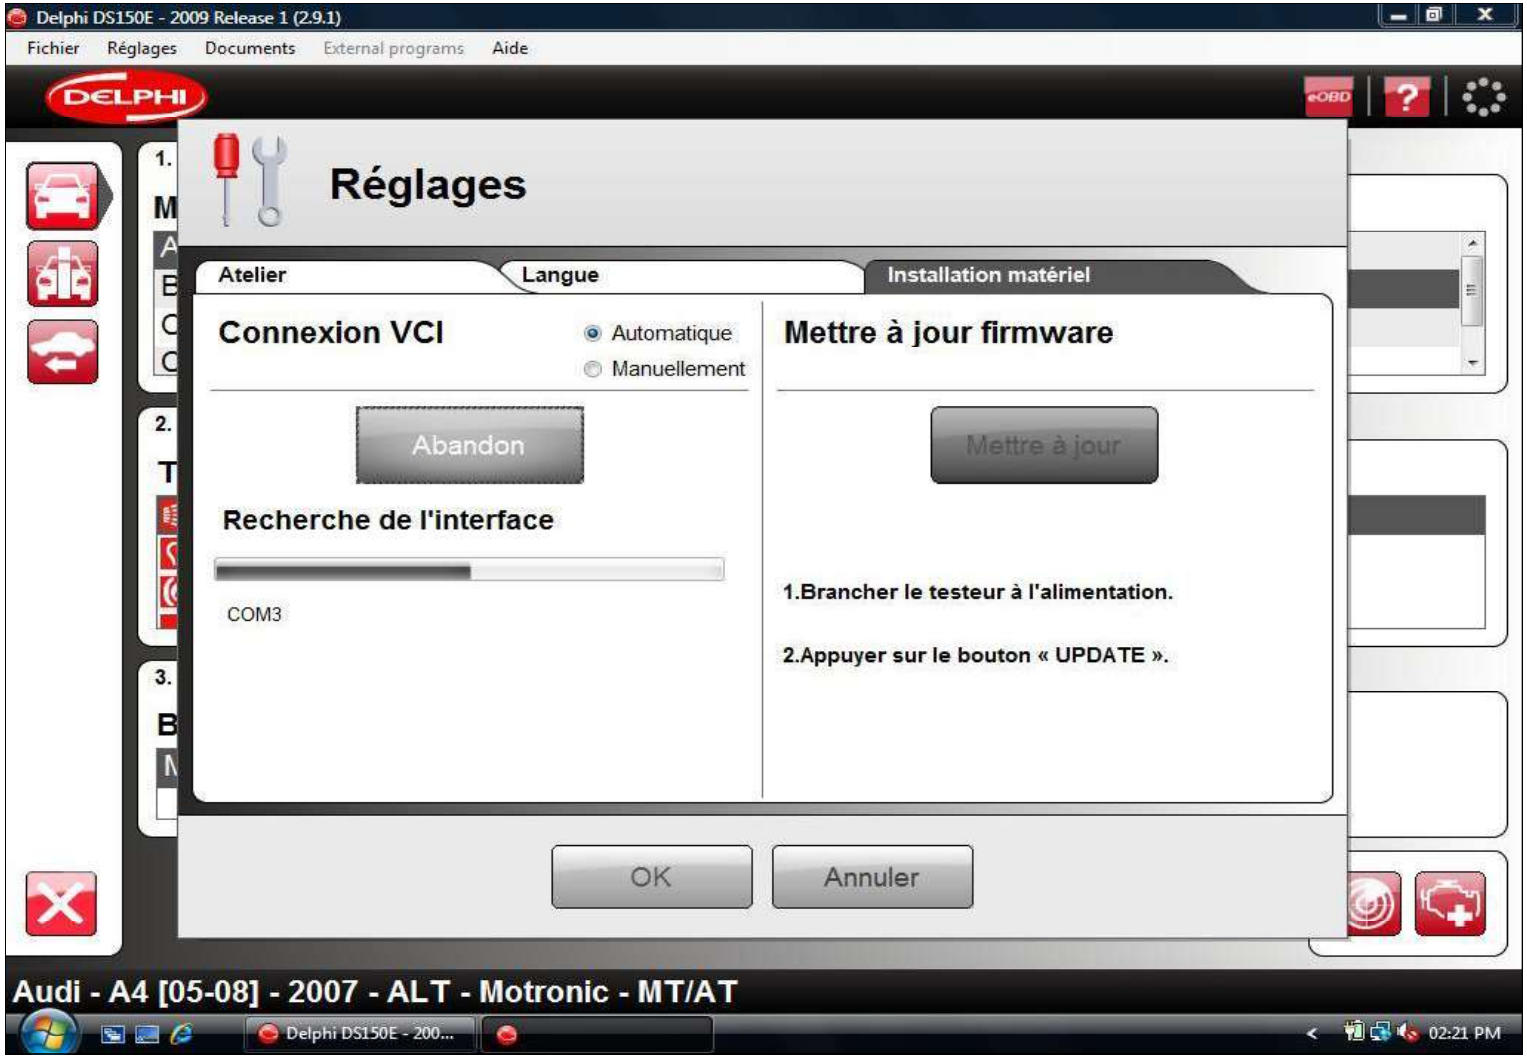 Delphi DS150E - 2009 Release 1 (2.9.1)
Fichier Réglages Documents External programs Aide
DELPHI
eOBD ?
Réglages
1.
M
A
B
C
C
Atelier Langue Installation matériel
Connexion VCI
Automatique
Manuellement
Mettre à jour firmware
Abandon
Mettre à jour
Recherche de l'interface
COM3
1.Brancher le testeur à l'alimentation.
2.Appuyer sur le bouton « UPDATE ».
2.
T
3.
B
OK Annuler
Audi - A4 [05-08] - 2007 - ALT - Motronic - MT/AT
Delphi DS150E - 200...
02:21 PM